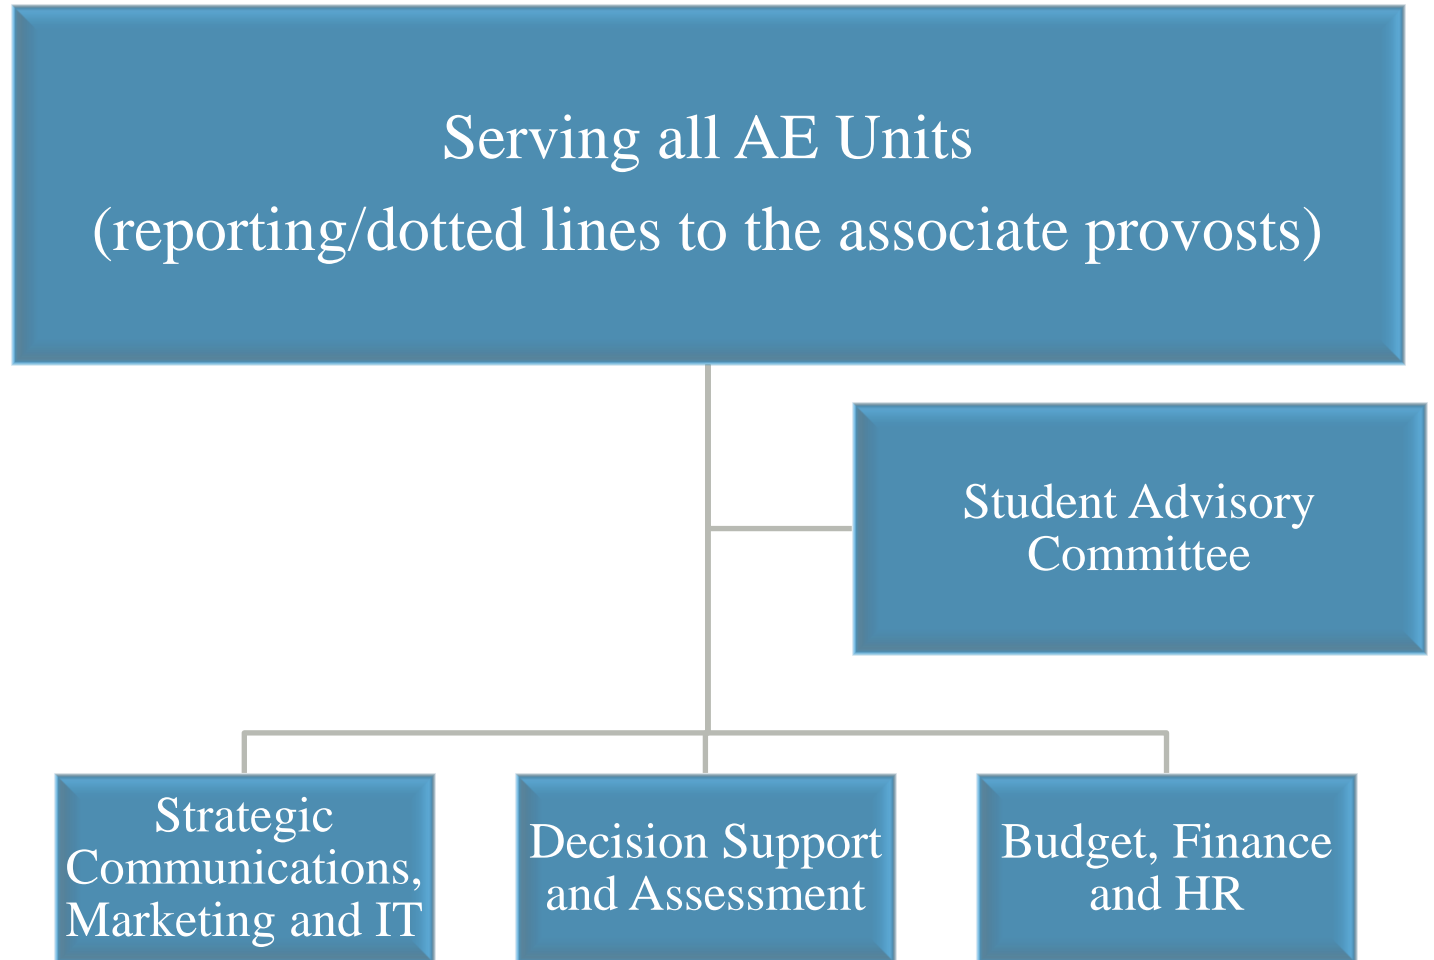 Serving all AE Units
(reporting/dotted lines to the associate provosts)
Student Advisory
Committee
Strategic
Communications,
Marketing and IT
Decision Support
and Assessment
Budget, Finance
and HR